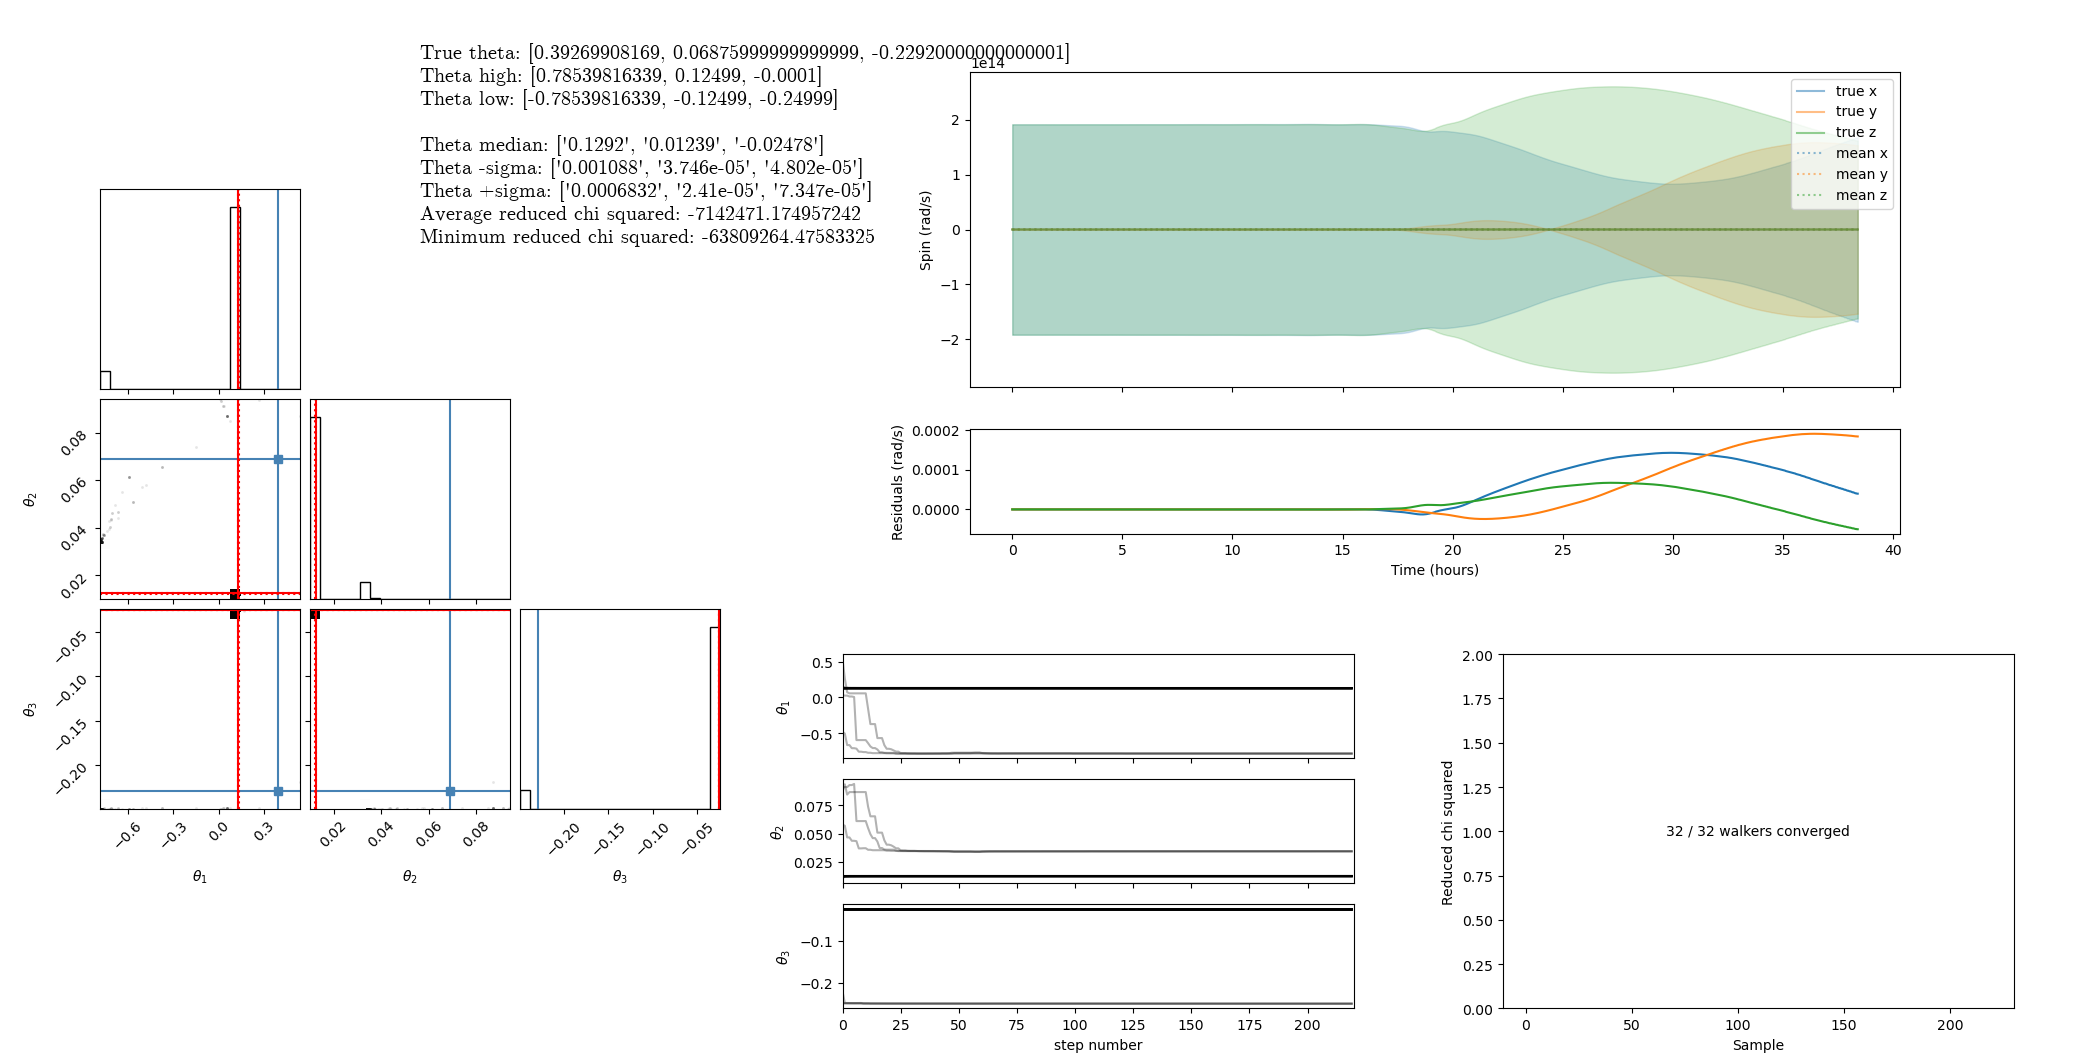 True theta: [0.39269908169, 0.06875999999999999, -0.22920000000000001]
Theta high: [0.78539816339, 0.12499, -0.0001]
Theta low: [-0.78539816339, -0.12499, -0.24999]
Theta median: ['0.1292', '0.01239', '-0.02478']
Theta -sigma: ['0.001088', '3.746e-05', '4.802e-05']
Theta +sigma: ['0.0006832', '2.41e-05', '7.347e-05']
Average reduced chi squared: -7142471.174957242
Minimum reduced chi squared: -63809264.47583325
1e14
Spin (rad/s)
2
1
0
−1
−2
true x
true y
true z
mean x
mean y
mean z
Residuals (rad/s)
0.0002
0.0001
0.0000
0 5 10 15 20 25 30 35 40
Time (hours)
θ2
0.08
0.06
0.04
0.02
θ3
−0.05
−0.10
−0.15
−0.20
−0.6 −0.3 0.0 0.3
θ1
0.02 0.04 0.06 0.08
θ2
−0.20 −0.15 −0.10 −0.05
θ3
θ1
0.5
0.0
−0.5
θ2
0.075
0.050
0.025
θ3
−0.1
−0.2
0 25 50 75 100 125 150 175 200
step number
Reduced chi squared
2.00
1.75
1.50
1.25
1.00
0.75
0.50
0.25
0.00
32 / 32 walkers converged
0 50 100 150 200
Sample